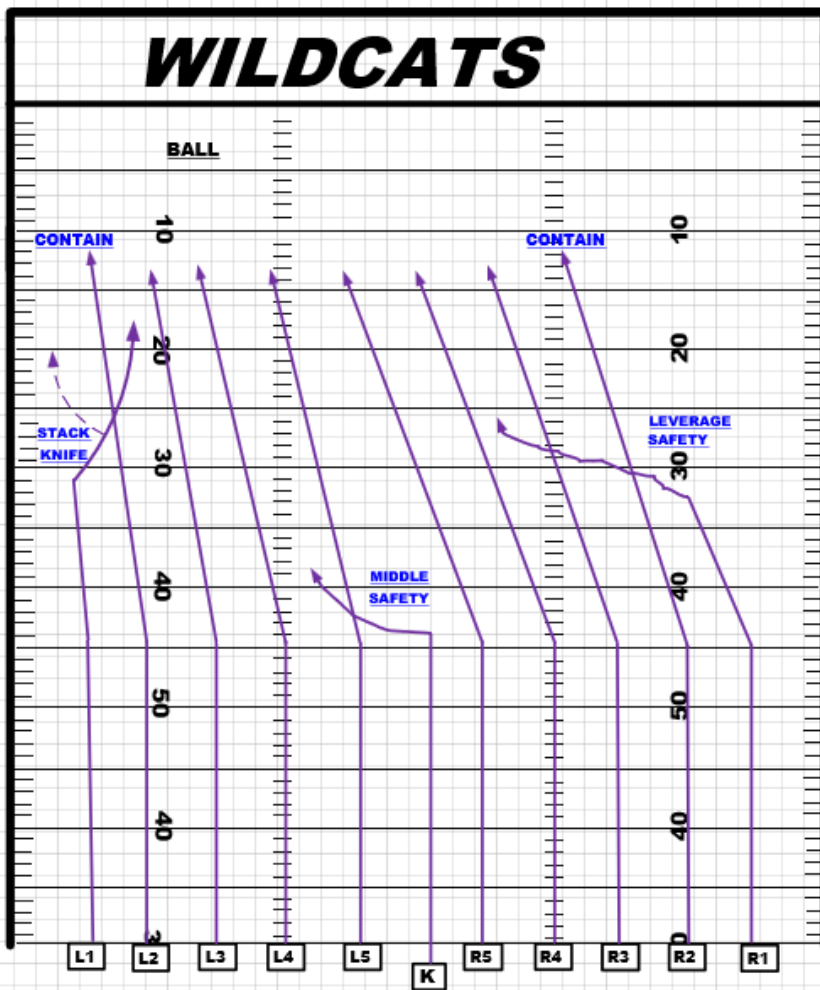 WILDCATS
BALL
CONTAIN
10
CONTAIN
10
20
20
STACK
KNIFE
LEVERAGE
SAFETY
30
30
MIDDLE
SAFETY
40
40
50
50
40
40
L1
L2
L3
L4
L5
K
R5
R4
R3
R2
R1